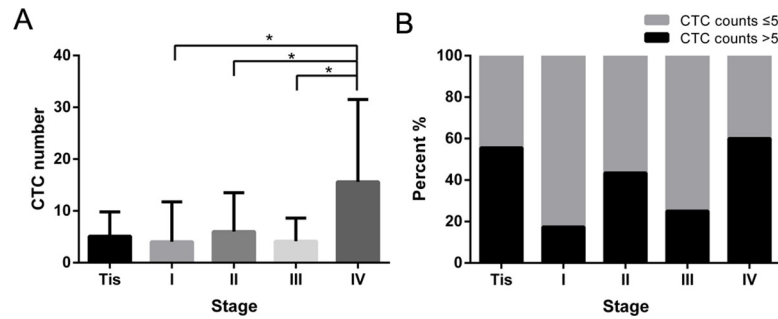 A
*
*
*
CTC number
40
30
20
10
0
Tis I II III IV
Stage
B
CTC counts ≤5
CTC counts >5
Percent %
100
80
60
40
20
0
Tis I II III IV
Stage